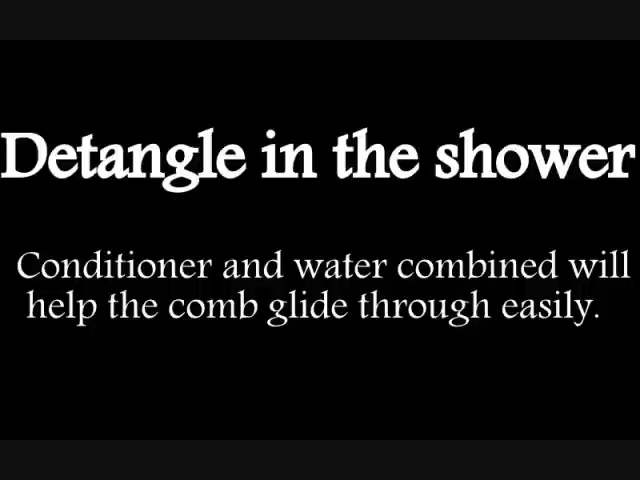 Detangle in the shower
Conditioner and water combined will
help the comb glide through easily.